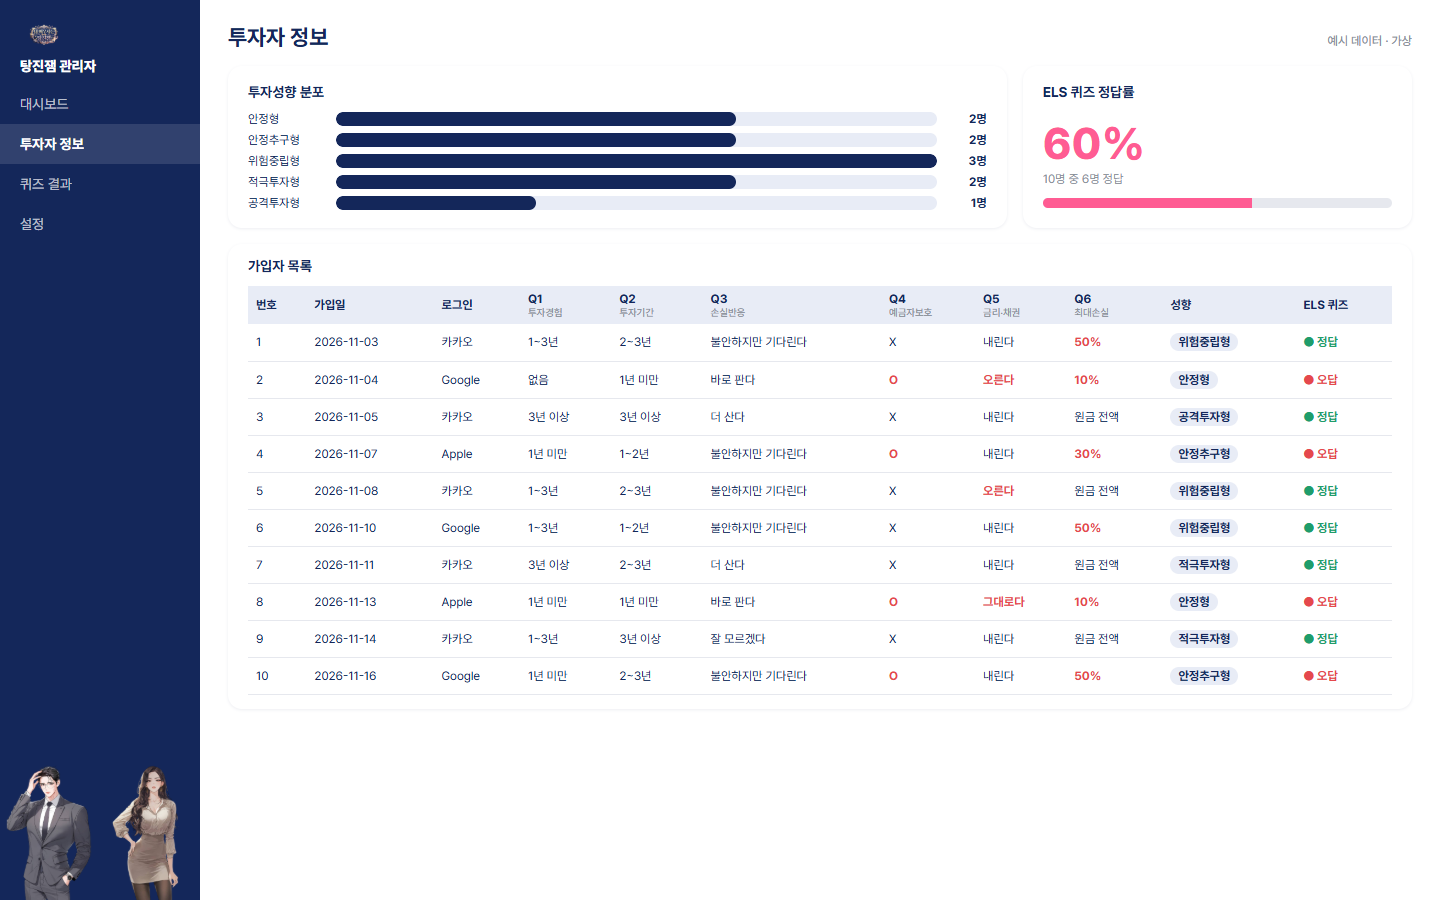 탕진잼 관리자
대시보드
투자자 정보
퀴즈 결과
설정
투자자 정보
예시 데이터 · 가상
투자성향 분포
안정형 2명
안정추구형 2명
위험중립형 3명
적극투자형 2명
공격투자형 1명
ELS 퀴즈 정답률
60%
10명 중 6명 정답
가입자 목록
번호 가입일 로그인 Q1 투자경험 Q2 투자기간 Q3 손실반응 Q4 예금자보호 Q5 금리·채권 Q6 최대손실 성향 ELS 퀴즈
1 2026-11-03 카카오 1~3년 2~3년 불안하지만 기다린다 X 내린다 50% 위험중립형 정답
2 2026-11-04 Google 없음 1년 미만 바로 판다 O 오른다 10% 안정형 오답
3 2026-11-05 카카오 3년 이상 3년 이상 더 산다 X 내린다 원금 전액 공격투자형 정답
4 2026-11-07 Apple 1년 미만 1~2년 불안하지만 기다린다 O 내린다 30% 안정추구형 오답
5 2026-11-08 카카오 1~3년 2~3년 불안하지만 기다린다 X 오른다 원금 전액 위험중립형 정답
6 2026-11-10 Google 1~3년 1~2년 불안하지만 기다린다 X 내린다 50% 위험중립형 정답
7 2026-11-11 카카오 3년 이상 2~3년 더 산다 X 내린다 원금 전액 적극투자형 정답
8 2026-11-13 Apple 1년 미만 1년 미만 바로 판다 O 그대로다 10% 안정형 오답
9 2026-11-14 카카오 1~3년 3년 이상 잘 모르겠다 X 내린다 원금 전액 적극투자형 정답
10 2026-11-16 Google 1년 미만 2~3년 불안하지만 기다린다 O 내린다 50% 안정추구형 오답